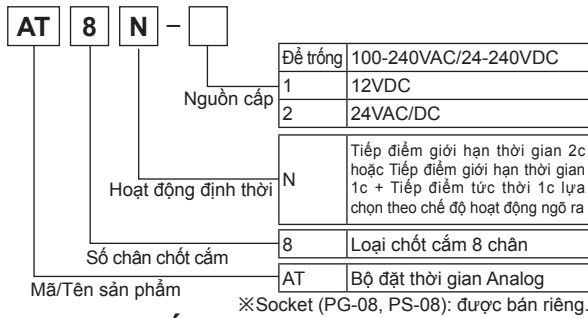 AT 8 N –
Để trống 100-240VAC/24-240VDC
1 12VDC
Nguồn cấp
2 24VAC/DC
Tiếp điểm giới hạn thời gian 2c
hoặc Tiếp điểm giới hạn thời gian
Hoạt động định thời N
1c + Tiếp điểm tức thời 1c lựa
chọn theo chế độ hoạt động ngõ ra
8 Loại chốt cắm 8 chân
Số chân chốt cắm
AT Bộ đặt thời gian Analog
Mã/Tên sản phẩm
※Socket (PG-08, PS-08): được bán riêng.